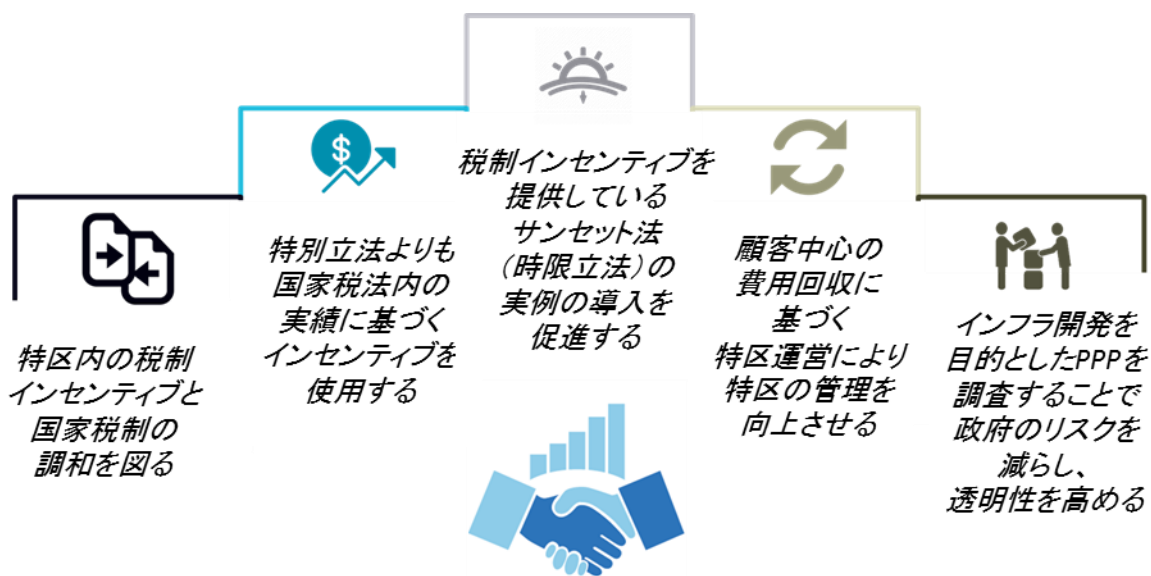 特区内の税制
インセンティブと
国家税制の
調和を図る
特別立法よりも
国家税法内の
実績に基づく
インセンティブを
使用する
税制インセンティブを
提供している
サンセット法
（時限立法）の
実例の導入を
促進する
顧客中心の
費用回収に
基づく
特区運営により
特区の管理を
向上させる
インフラ開発を
目的としたPPPを
調査することで
政府のリスクを
減らし、
透明性を高める
$